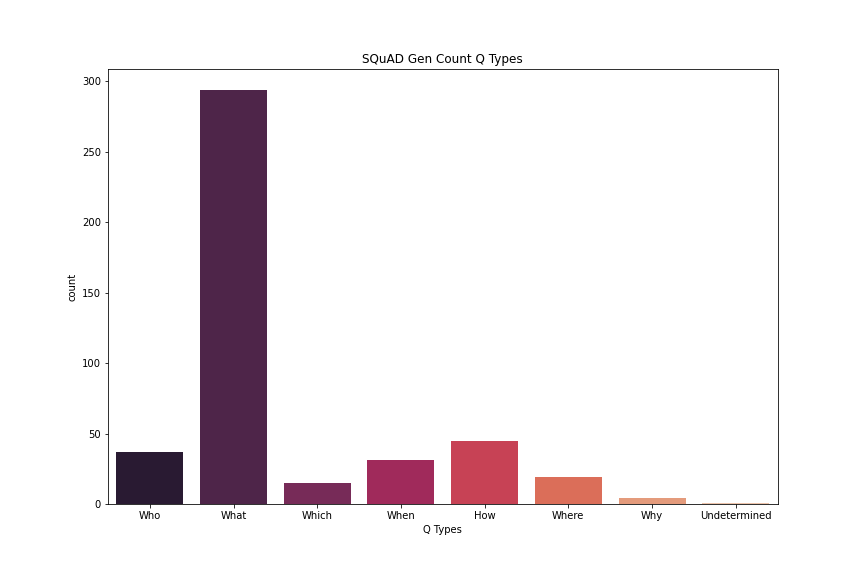 SQuAD Gen Count Q Types
300
250
200
150
100
50
0
count
Who What Which When How Where Why Undetermined
Q Types